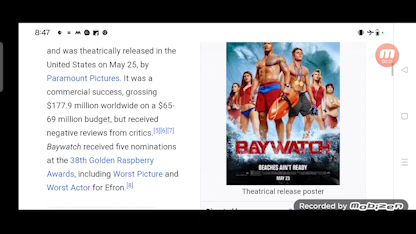 8:47
and was theatrically released in the
United States on May 25, by
Paramount Pictures. It was a
commercial success, grossing
$177.9 million worldwide on a $65-
69 million budget, but received
negative reviews from critics.[5][6][7]
Baywatch received five nominations
at the 38th Golden Raspberry
Awards, including Worst Picture and
Worst Actor for Efron.[8]
BAYWATCH
BEACHES AIN'T READY
MAY 25
Theatrical release poster
Recorded by Mobizen